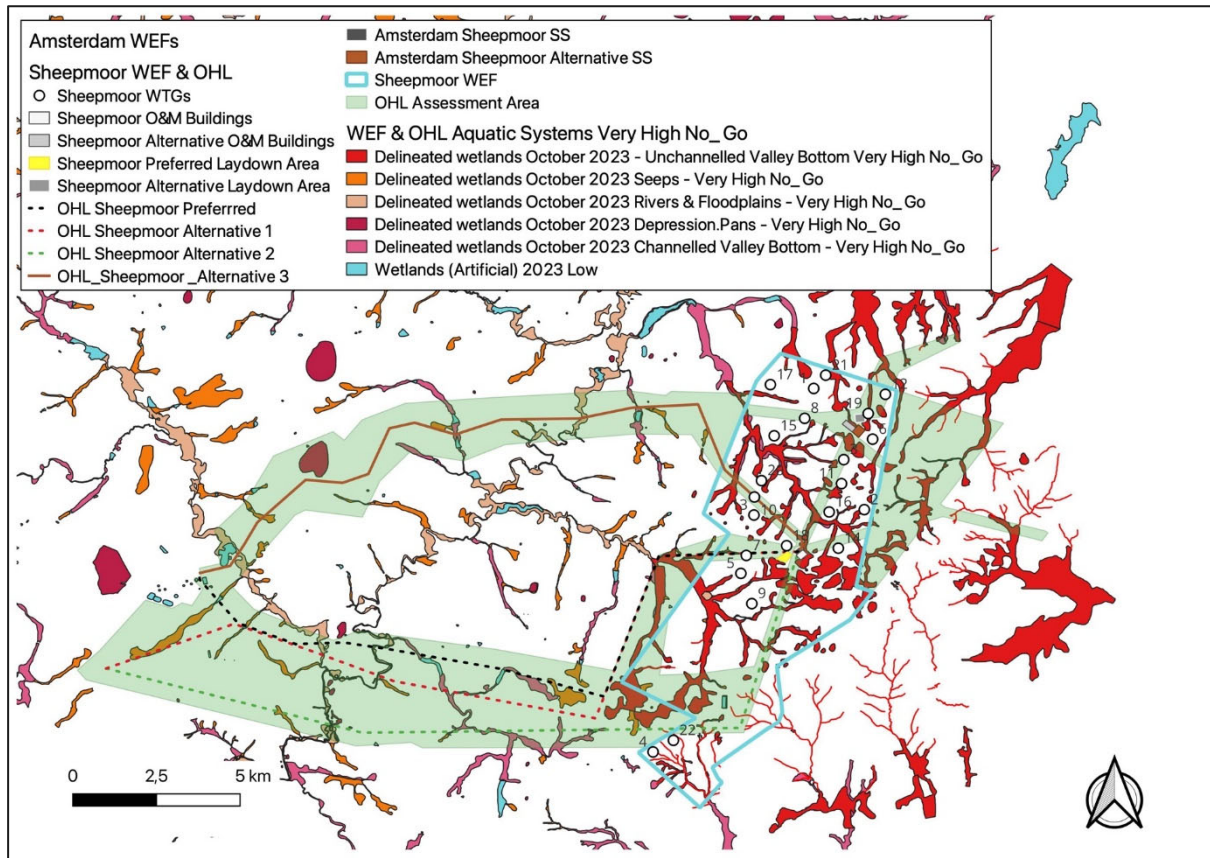 Amsterdam WEFs
Sheepmoor WEF & OHL
Sheepmoor WTGs
Sheepmoor O&M Buildings
Sheepmoor Alternative O&M Buildings
Sheepmoor Preferred Laydown Area
Sheepmoor Alternative Laydown Area
OHL Sheepmoor Preferrred
OHL Sheepmoor Alternative 1
OHL Sheepmoor Alternative 2
OHL_Sheepmoor _Alternative 3
Amsterdam Sheepmoor SS
Amsterdam Sheepmoor Alternative SS
Sheepmoor WEF
OHL Assessment Area
WEF & OHL Aquatic Systems Very High No_ Go
Delineated wetlands October 2023 - Unchannelled Valley Bottom Very High No_ Go
Delineated wetlands October 2023 Seeps - Very High No_ Go
Delineated wetlands October 2023 Rivers & Floodplains - Very High No_ Go
Delineated wetlands October 2023 Depression.Pans - Very High No_ Go
Delineated wetlands October 2023 Channelled Valley Bottom - Very High No_ Go
Wetlands (Artificial) 2023 Low
21
17
1
19
8
15
6
11
3
16
2
7
18
5
9
22
4
0 2,5 5 km